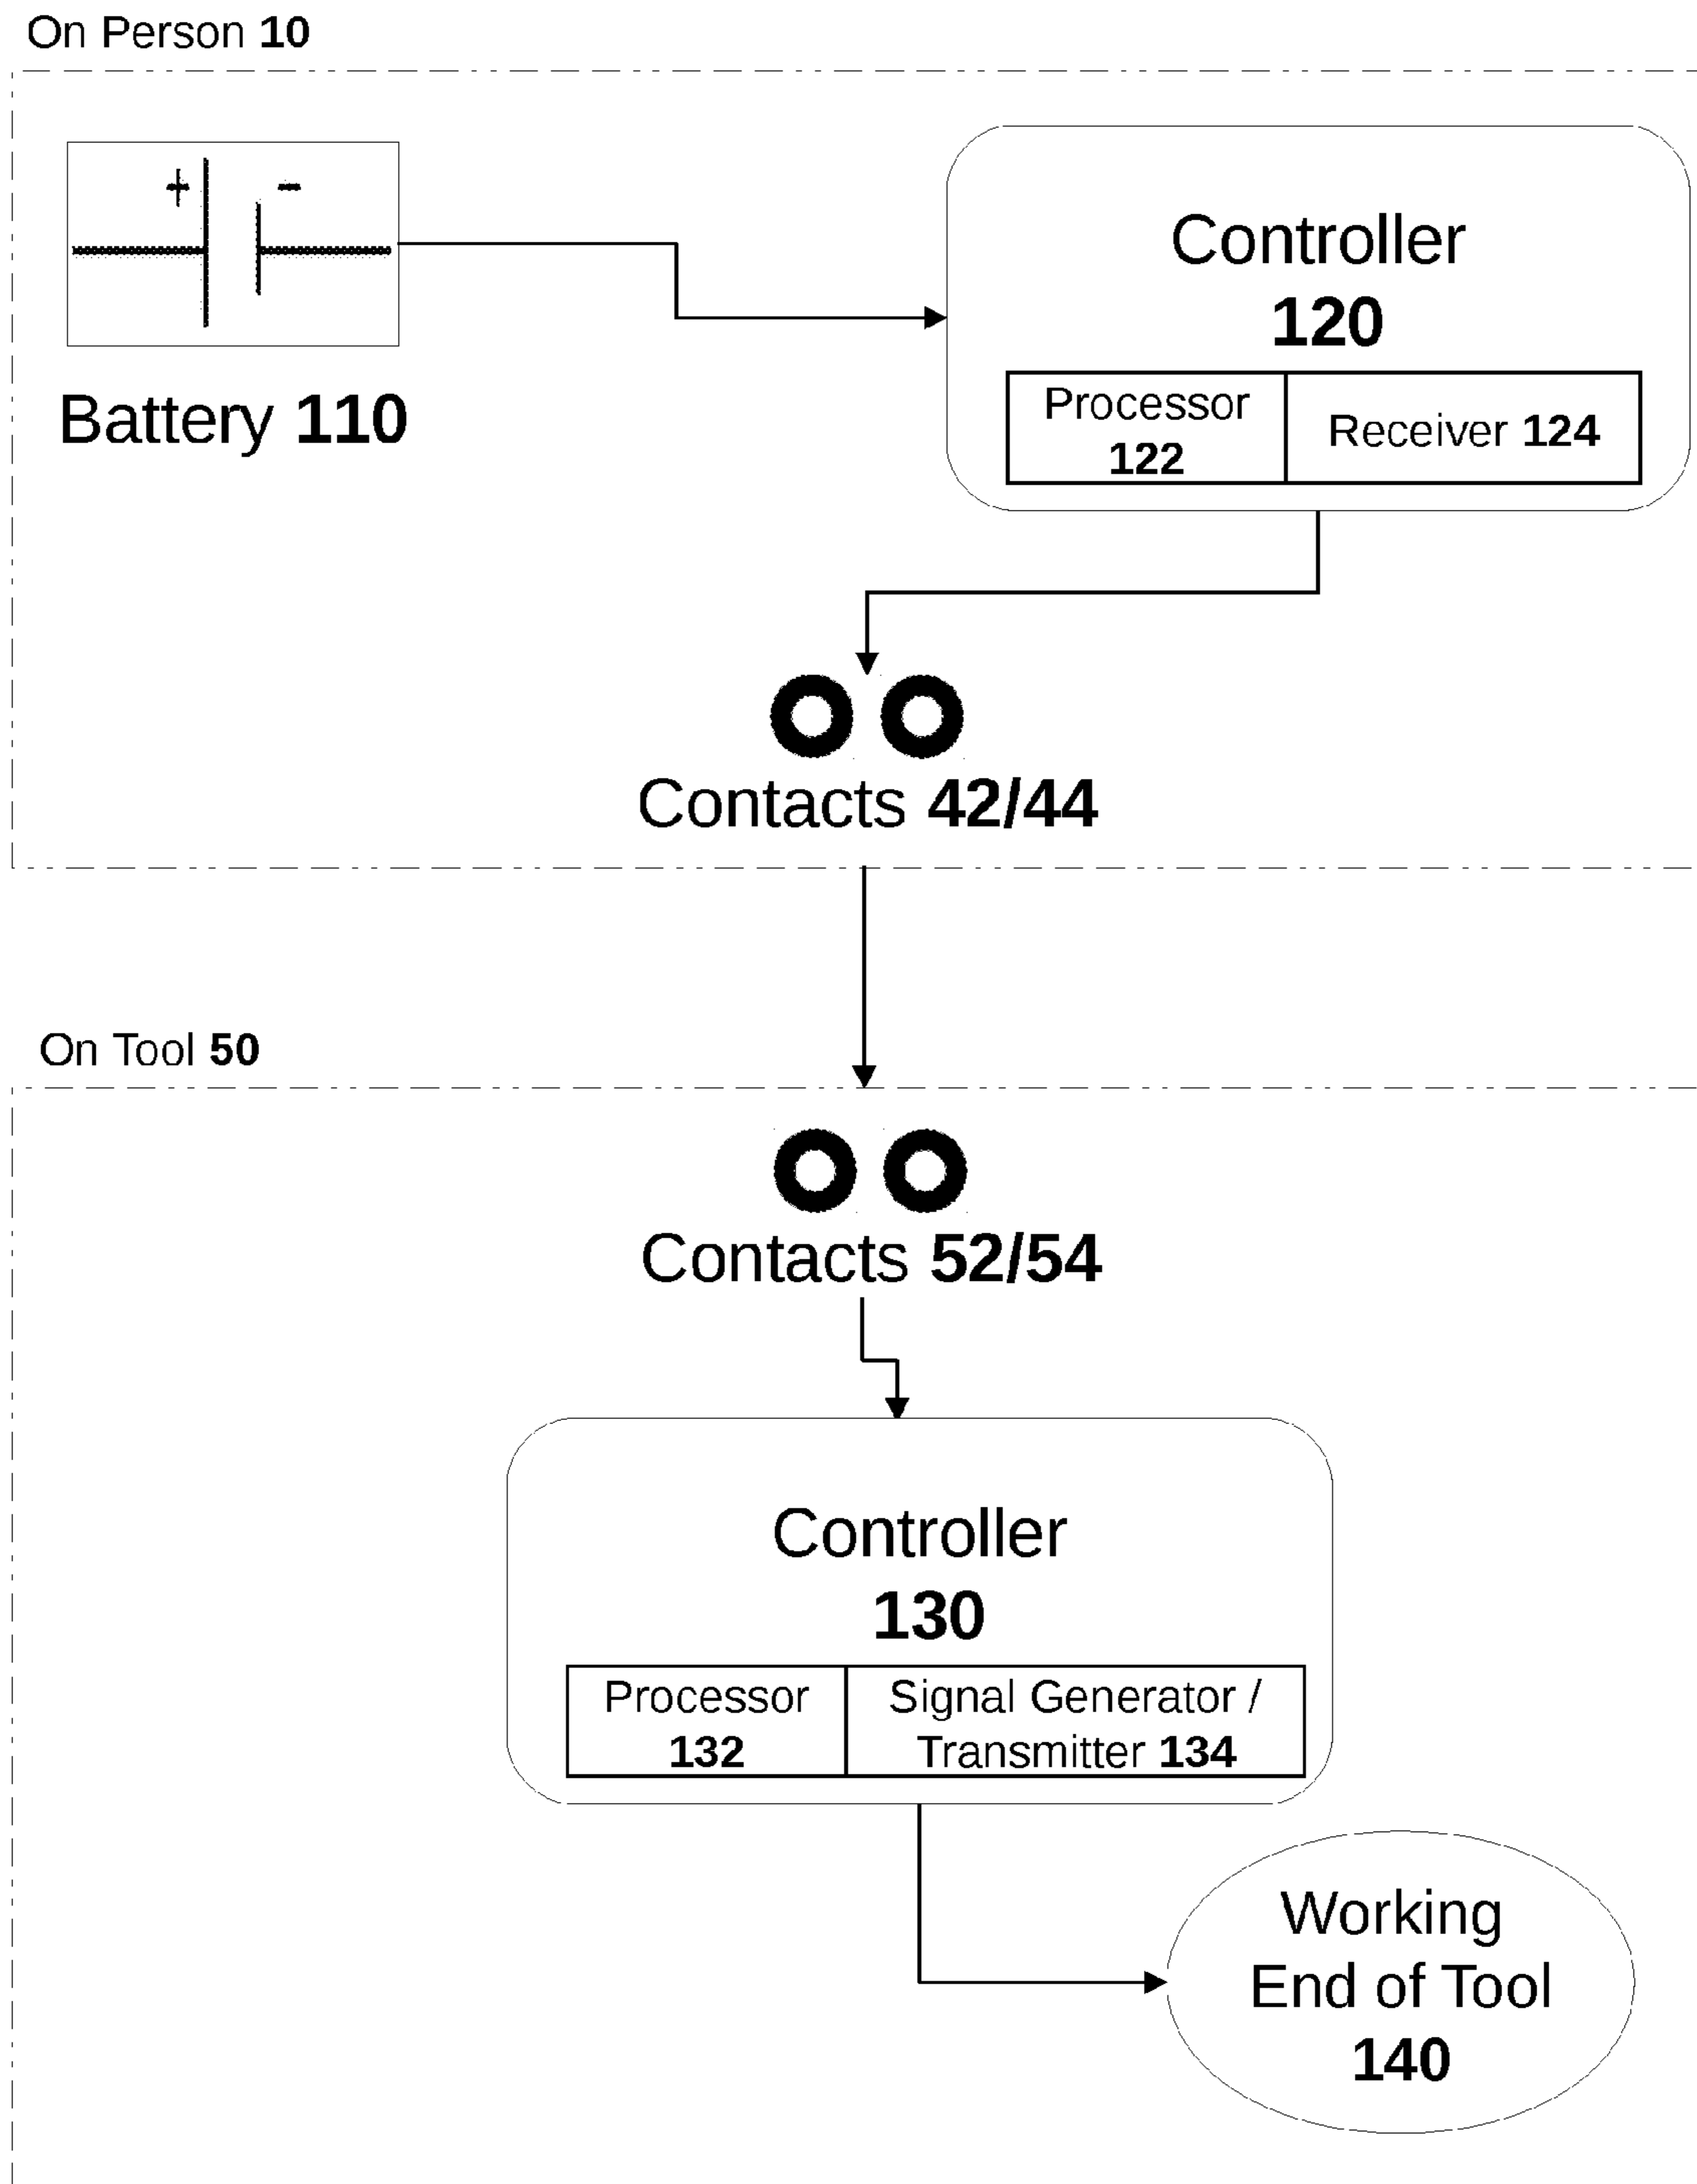 On Person 10
+ -
Battery 110
Controller
120
Processor
122
Receiver 124
Contacts 42/44
On Tool 50
Contacts 52/54
Controller
130
Processor
132
Signal Generator /
Transmitter 134
Working
End of Tool
140